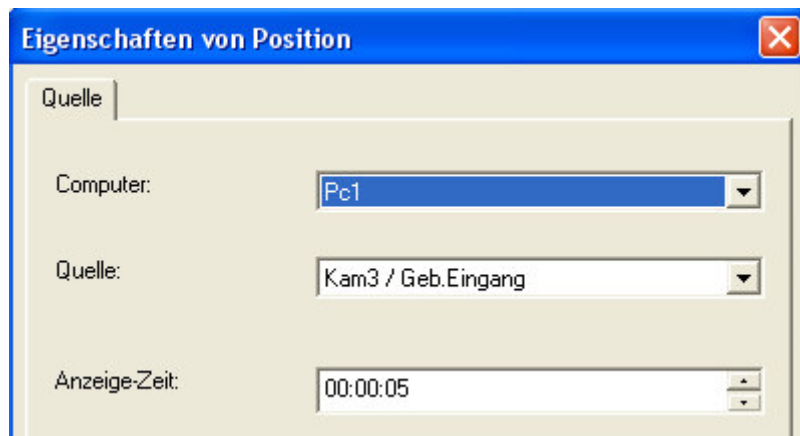 Eigenschaften von Position
Quelle
Computer: Pc1
Quelle: Kam3 / Geb.Eingang
Anzeige-Zeit: 00:00:05